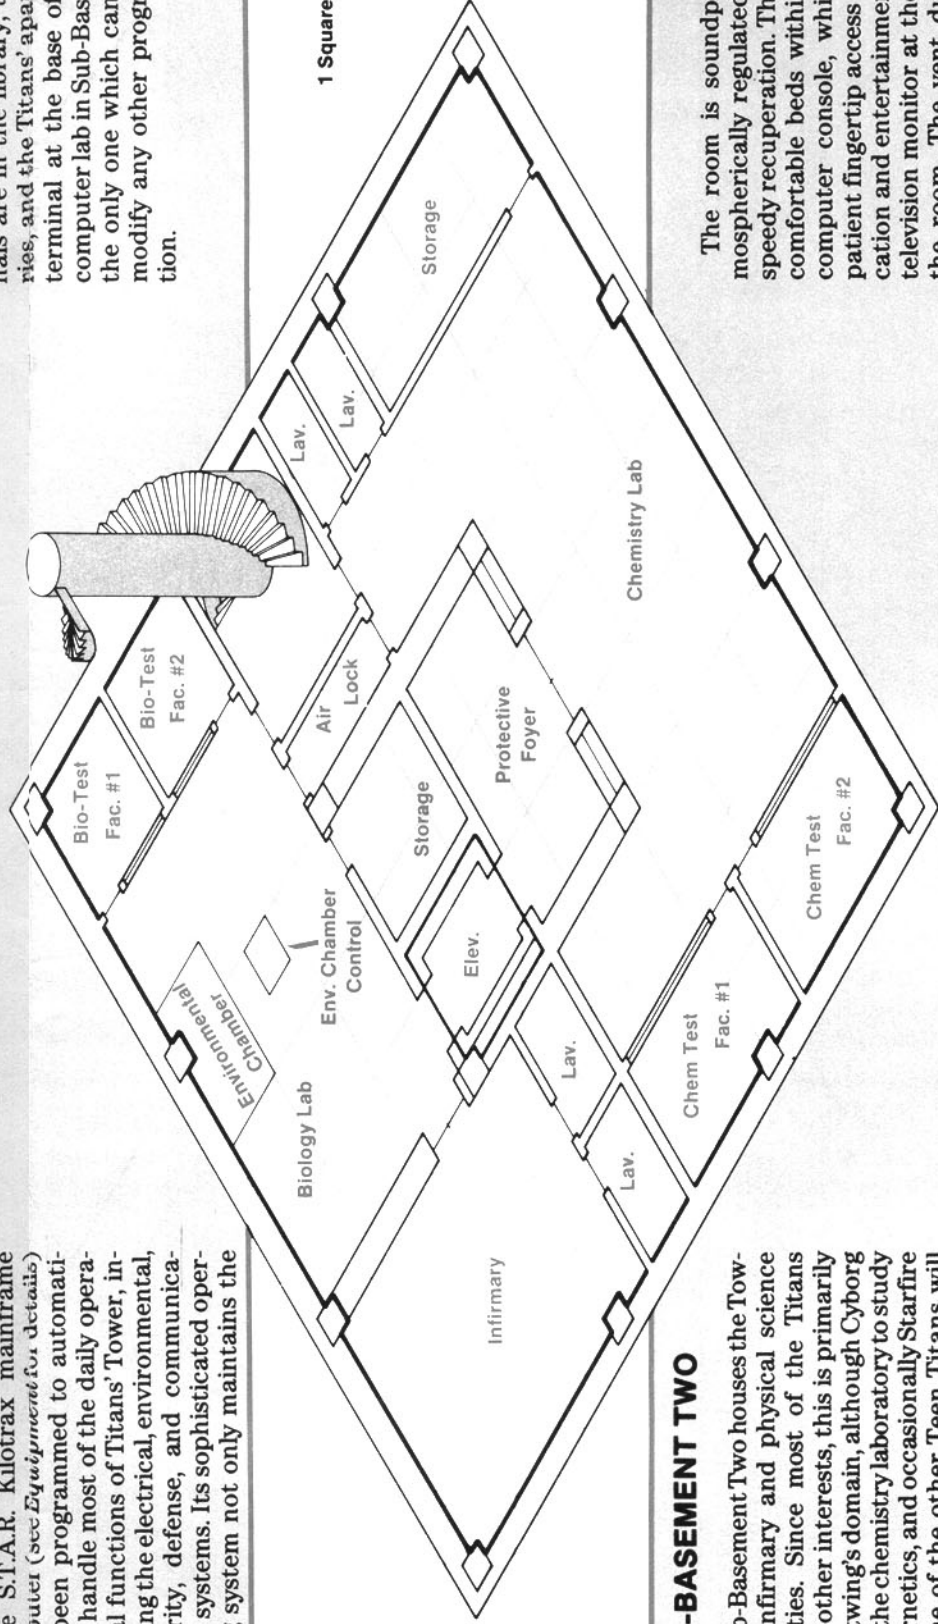 e S.T.A.R. Kilotrax mainframe
puter (see Equipment for details)
been programmed to automati-
handle most of the daily opera-
l functions of Titans' Tower, in-
ng the electrical, environmental,
rity, defense, and communica-
systems. Its sophisticated oper-
system not only maintains the
are in the library,
ries, and the Titans' apar
terminal at the base of
computer lab in Sub-Bas
the only one which can
modify any other progr
tion.
1 Square
Bio-Test
Fac. #1
Bio-Test
Fac. #2
Environmental
Chamber
Env. Chamber
Control
Biology Lab
Air
Lock
Lav.
Lav.
Storage
Storage
Elev.
Protective
Foyer
Chemistry Lab
Infirmary
Lav.
Lav.
Chem Test
Fac. #1
Chem Test
Fac. #2
-BASEMENT TWO
b-Basement Two houses the Tow-
nfirmary and physical science
ties. Since most of the Titans
other interests, this is primarily
wing's domain, although Cyborg
the chemistry laboratory to study
netics, and occasionally Starfire
e of the other Teen Titans will
The room is soundp
mospherically regulated
speedy recuperation. Th
comfortable beds withi
computer console, whi
patient fingertip access
cation and entertainme
television monitor at the
the room. The vent du